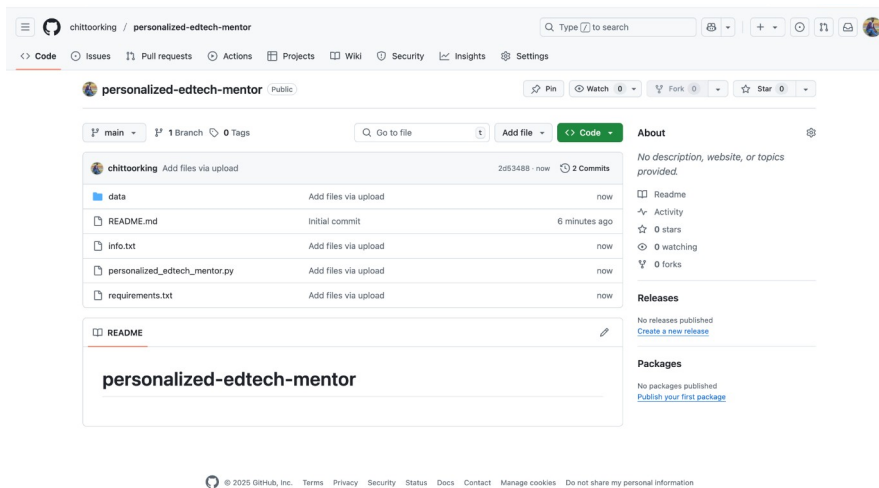 chittoorking / personalized-edtech-mentor
Type / to search
Code
Issues
Pull requests
Actions
Projects
Wiki
Security
Insights
Settings
personalized-edtech-mentor Public
Pin
Watch 0
Fork 0
Star 0
main
1 Branch
0 Tags
Go to file t
Add file
Code
chittoorking Add files via upload 2d53488 · now 2 Commits
data Add files via upload now
README.md Initial commit 6 minutes ago
info.txt Add files via upload now
personalized_edtech_mentor.py Add files via upload now
requirements.txt Add files via upload now
README
personalized-edtech-mentor
About
No description, website, or topics
provided.
Readme
Activity
0 stars
0 watching
0 forks
Releases
No releases published
Create a new release
Packages
No packages published
Publish your first package
© 2025 GitHub, Inc. Terms Privacy Security Status Docs Contact Manage cookies Do not share my personal information